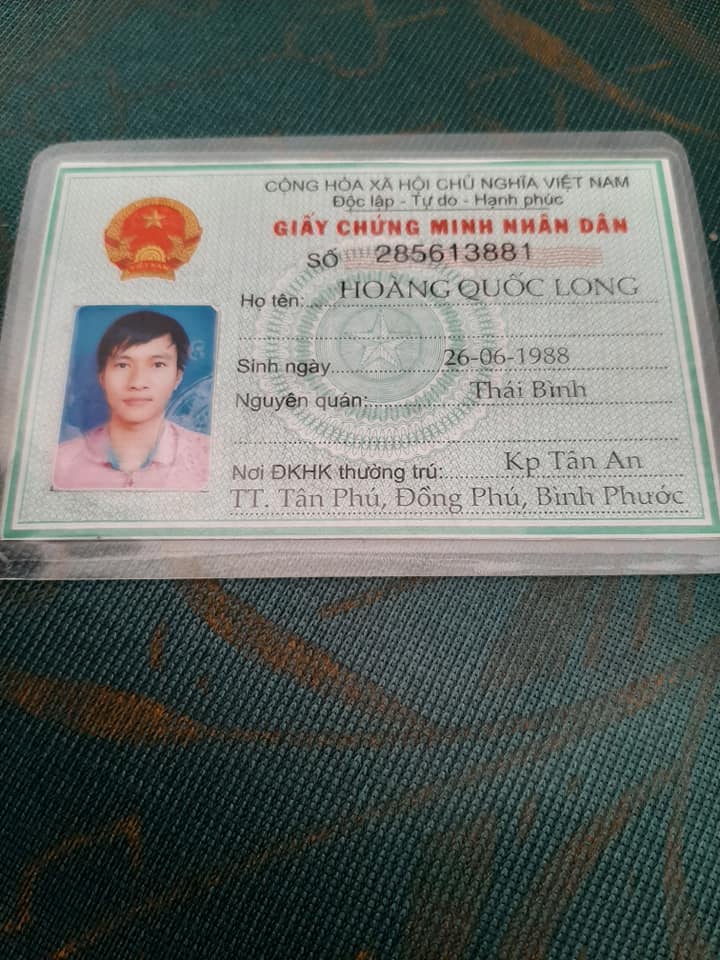 CỘNG HÒA XÃ HỘI CHỦ NGHĨA VIỆT NAM
Độc lập - Tự do - Hạnh phúc
GIẤY CHỨNG MINH NHÂN DÂN
SỐ 285613881
Họ tên: HOÀNG QUỐC LONG
Sinh ngày 26-06-1988
Nguyên quán: Thái Bình
Nơi ĐKHK thường trú: Kp Tân An
TT. Tân Phú, Đồng Phú, Bình Phước
VIỆT NAM